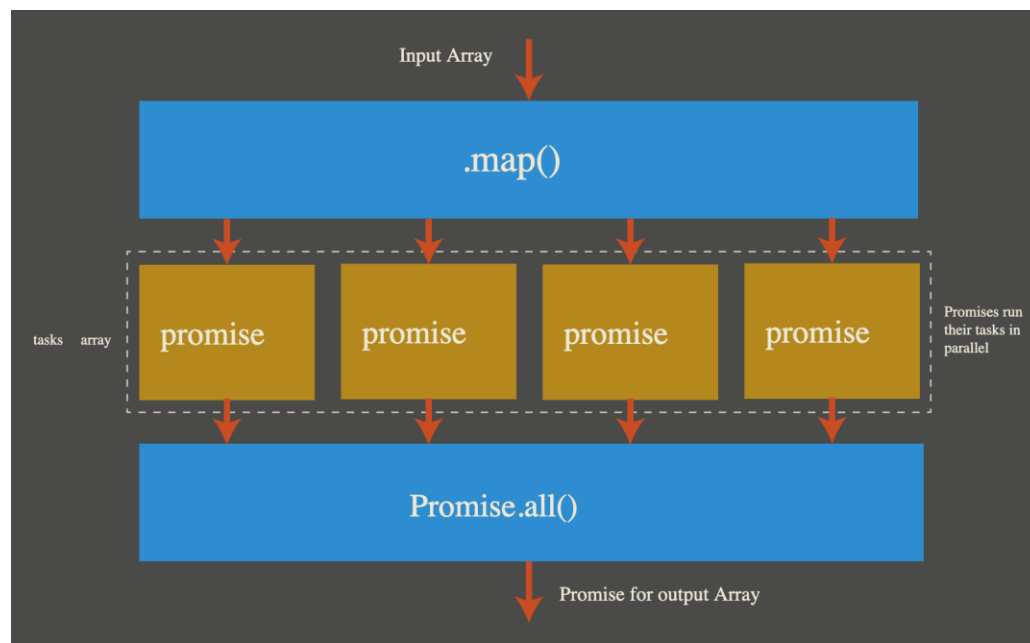 Input Array
.map()
tasks array
promise
promise
promise
promise
Promises run
their tasks in
parallel
Promise.all()
Promise for output Array